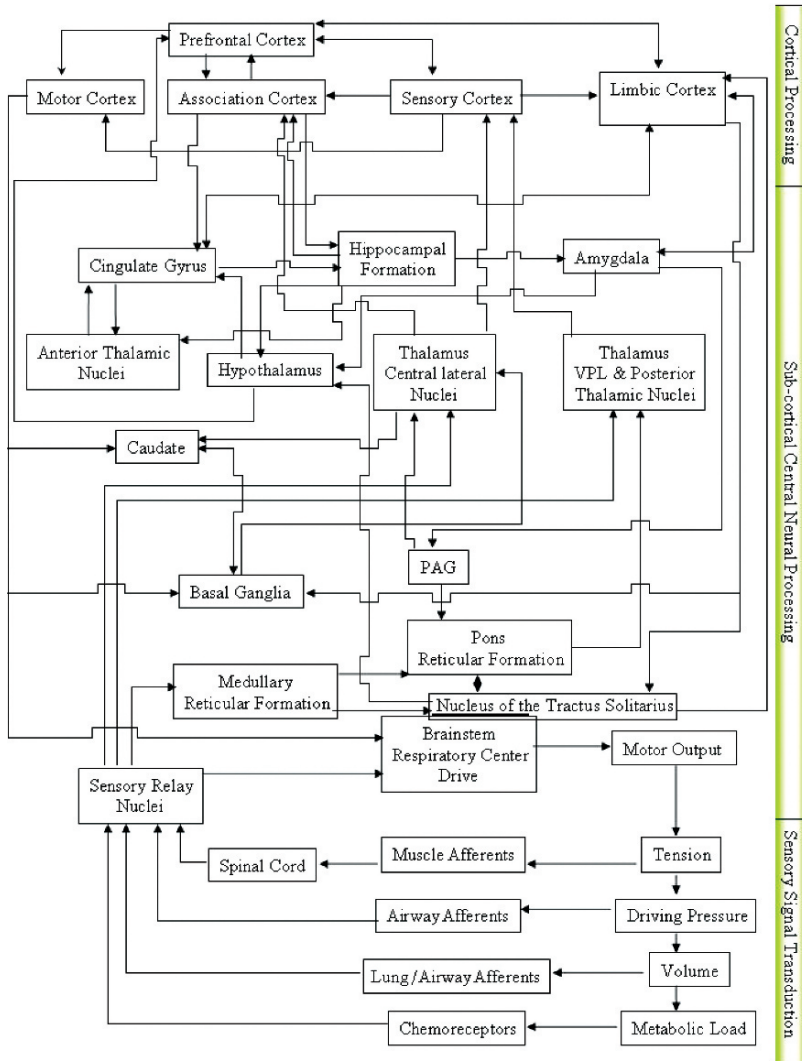 Prefrontal Cortex
Motor Cortex
Association Cortex
Sensory Cortex
Limbic Cortex
Cingulate Gyrus
Hippocampal
Formation
Amygdala
Anterior Thalamic
Nuclei
Hypothalamus
Thalamus
Central lateral
Nuclei
Thalamus
VPL & Posterior
Thalamic Nuclei
Caudate
PAG
Basal Ganglia
Pons
Reticular Formation
Medullary
Reticular Formation
Nucleus of the Tractus Solitarius
Brainstem
Respiratory Center
Drive
Motor Output
Sensory Relay
Nuclei
Spinal Cord
Muscle Afferents
Tension
Airway Afferents
Driving Pressure
Lung/Airway Afferents
Volume
Chemoreceptors
Metabolic Load
Cortical Processing
Sub-cortical Central Neural Processing
Sensory Signal Transduction